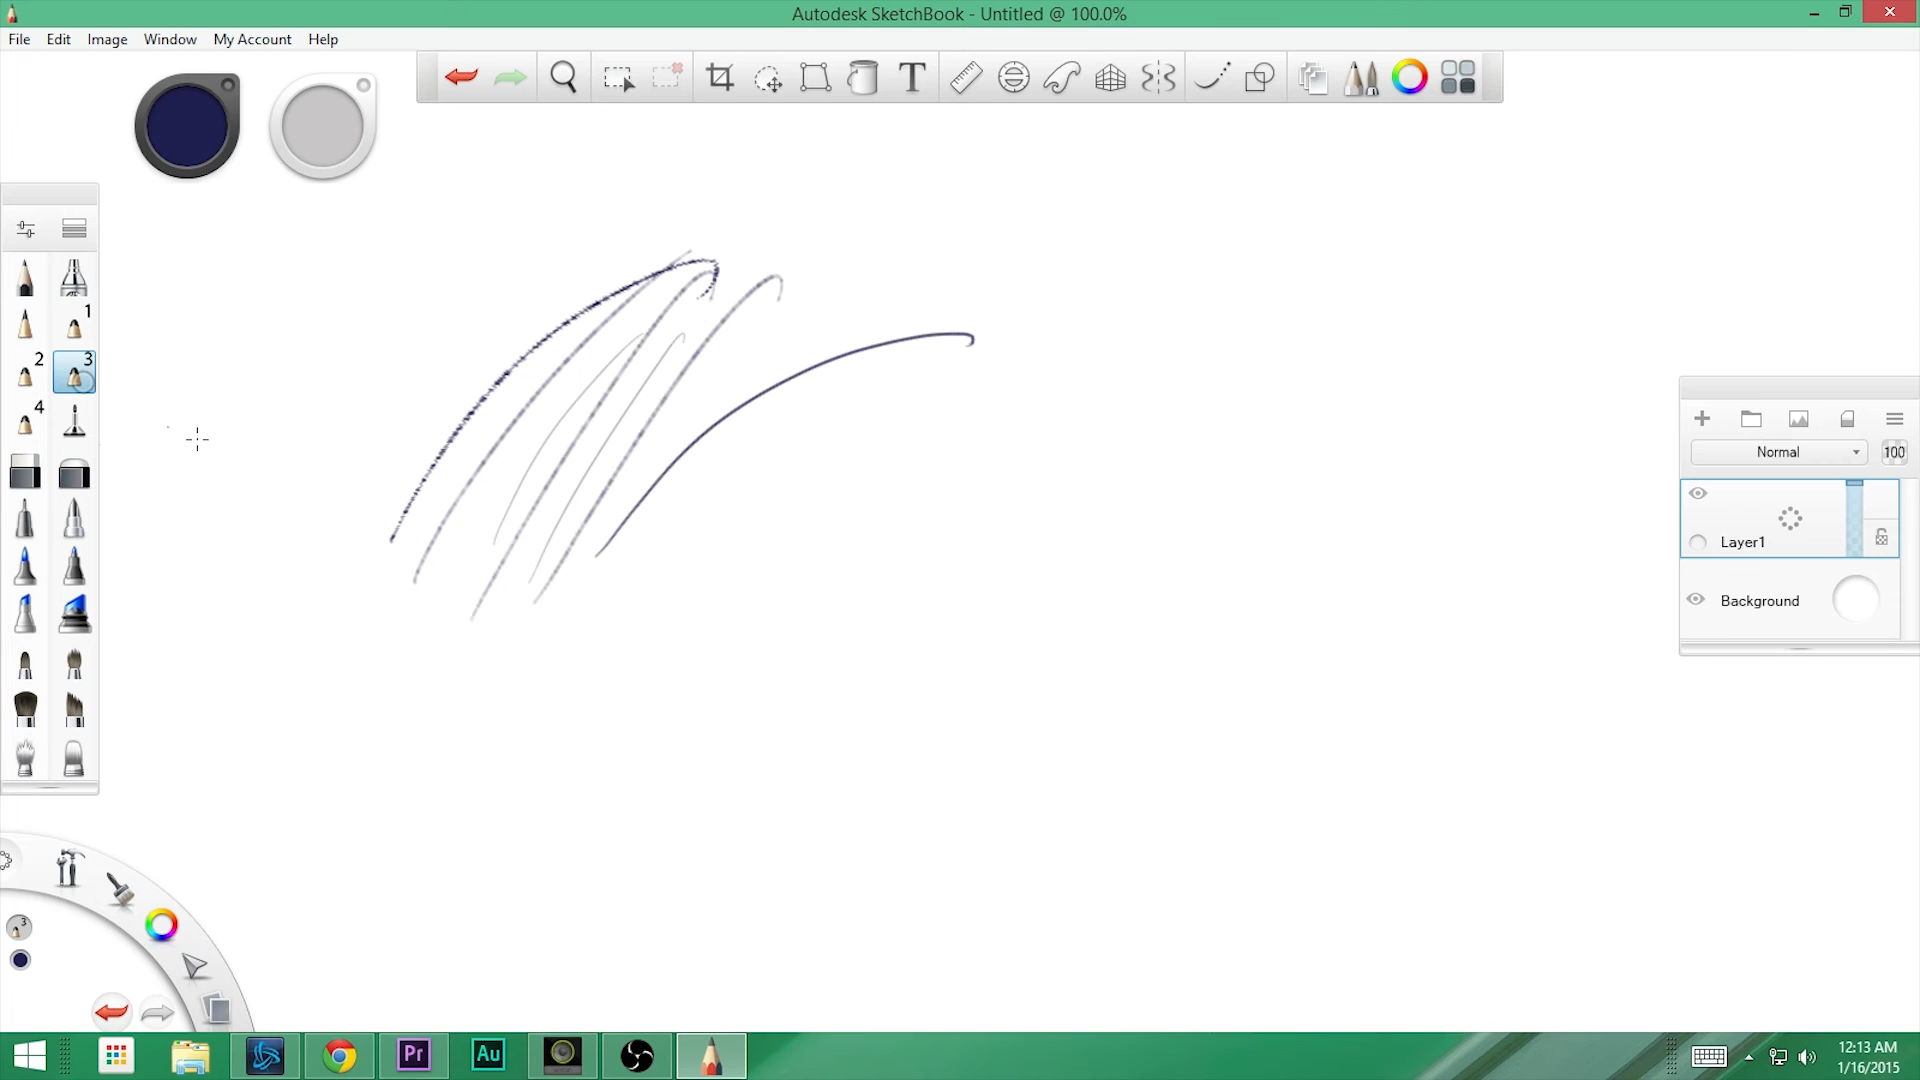 Autodesk SketchBook - Untitled @ 100.0%
File Edit Image Window My Account Help
T
1
2 3
4
Normal 100
Layer1
Background
3
Pr Au
12:13 AM
1/16/2015